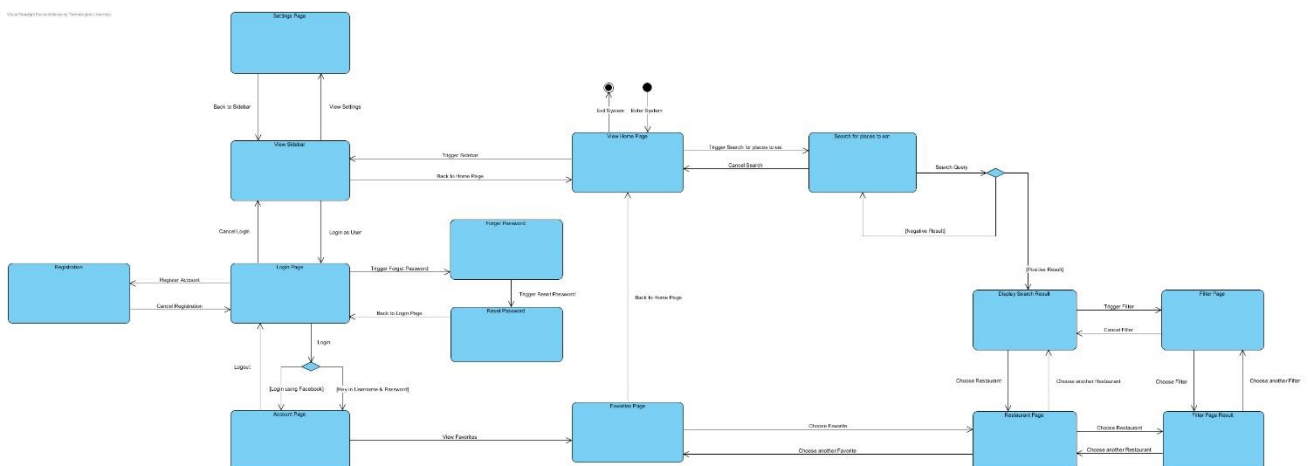 Settings Page
Back to Sidebar
View Settings
Exit System
Enter System
View Sidebar
View Home Page
Search for places to eat
Trigger Sidebar
Trigger Search for places to eat
Cancel Search
Search Query
Back to Home Page
Cancel Login
Login as User
Forgot Password
[Negative Result]
Registration
Login Page
Trigger Forgot Password
[Positive Result]
Register Account
Display Search Result
Filter Page
Trigger Reset Password
Cancel Registration
Back to Home Page
Trigger Filter
Back to Login Page
Reset Password
Cancel Filter
Login
Logout
[Login using Facebook]
[Key in Username & Password]
Choose Restaurant
Choose another Restaurant
Choose Filter
Choose another Filter
Account Page
Favorites Page
Restaurant Page
Filter Page Result
View Favorites
Choose Favorite
Choose Restaurant
Choose another Favorite
Choose another Restaurant